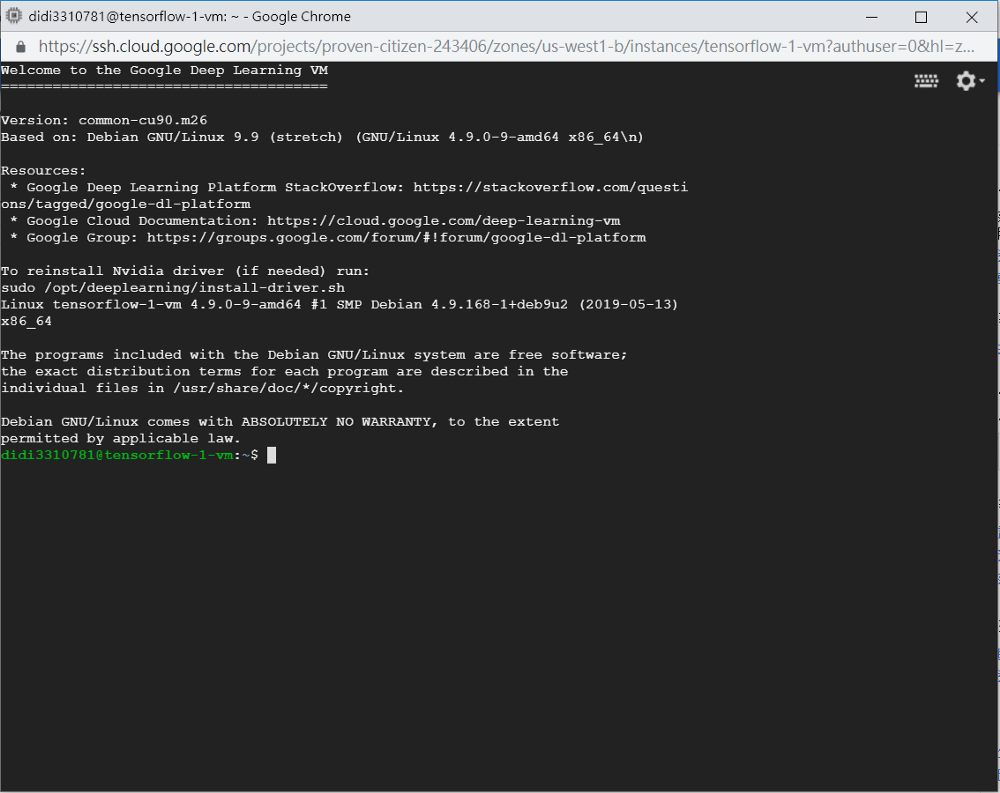 didi3310781@tensorflow-1-vm: ~ - Google Chrome
https://ssh.cloud.google.com/projects/proven-citizen-243406/zones/us-west1-b/instances/tensorflow-1-vm?authuser=0&hl=z...
Welcome to the Google Deep Learning VM
======================================
Version: common-cu90.m26
Based on: Debian GNU/Linux 9.9 (stretch) (GNU/Linux 4.9.0-9-amd64 x86_64\n)
Resources:
* Google Deep Learning Platform StackOverflow: https://stackoverflow.com/questi
ons/tagged/google-dl-platform
* Google Cloud Documentation: https://cloud.google.com/deep-learning-vm
* Google Group: https://groups.google.com/forum/#!forum/google-dl-platform
To reinstall Nvidia driver (if needed) run:
sudo /opt/deeplearning/install-driver.sh
Linux tensorflow-1-vm 4.9.0-9-amd64 #1 SMP Debian 4.9.168-1+deb9u2 (2019-05-13)
x86_64
The programs included with the Debian GNU/Linux system are free software;
the exact distribution terms for each program are described in the
individual files in /usr/share/doc/*/copyright.
Debian GNU/Linux comes with ABSOLUTELY NO WARRANTY, to the extent
permitted by applicable law.
didi3310781@tensorflow-1-vm:~$